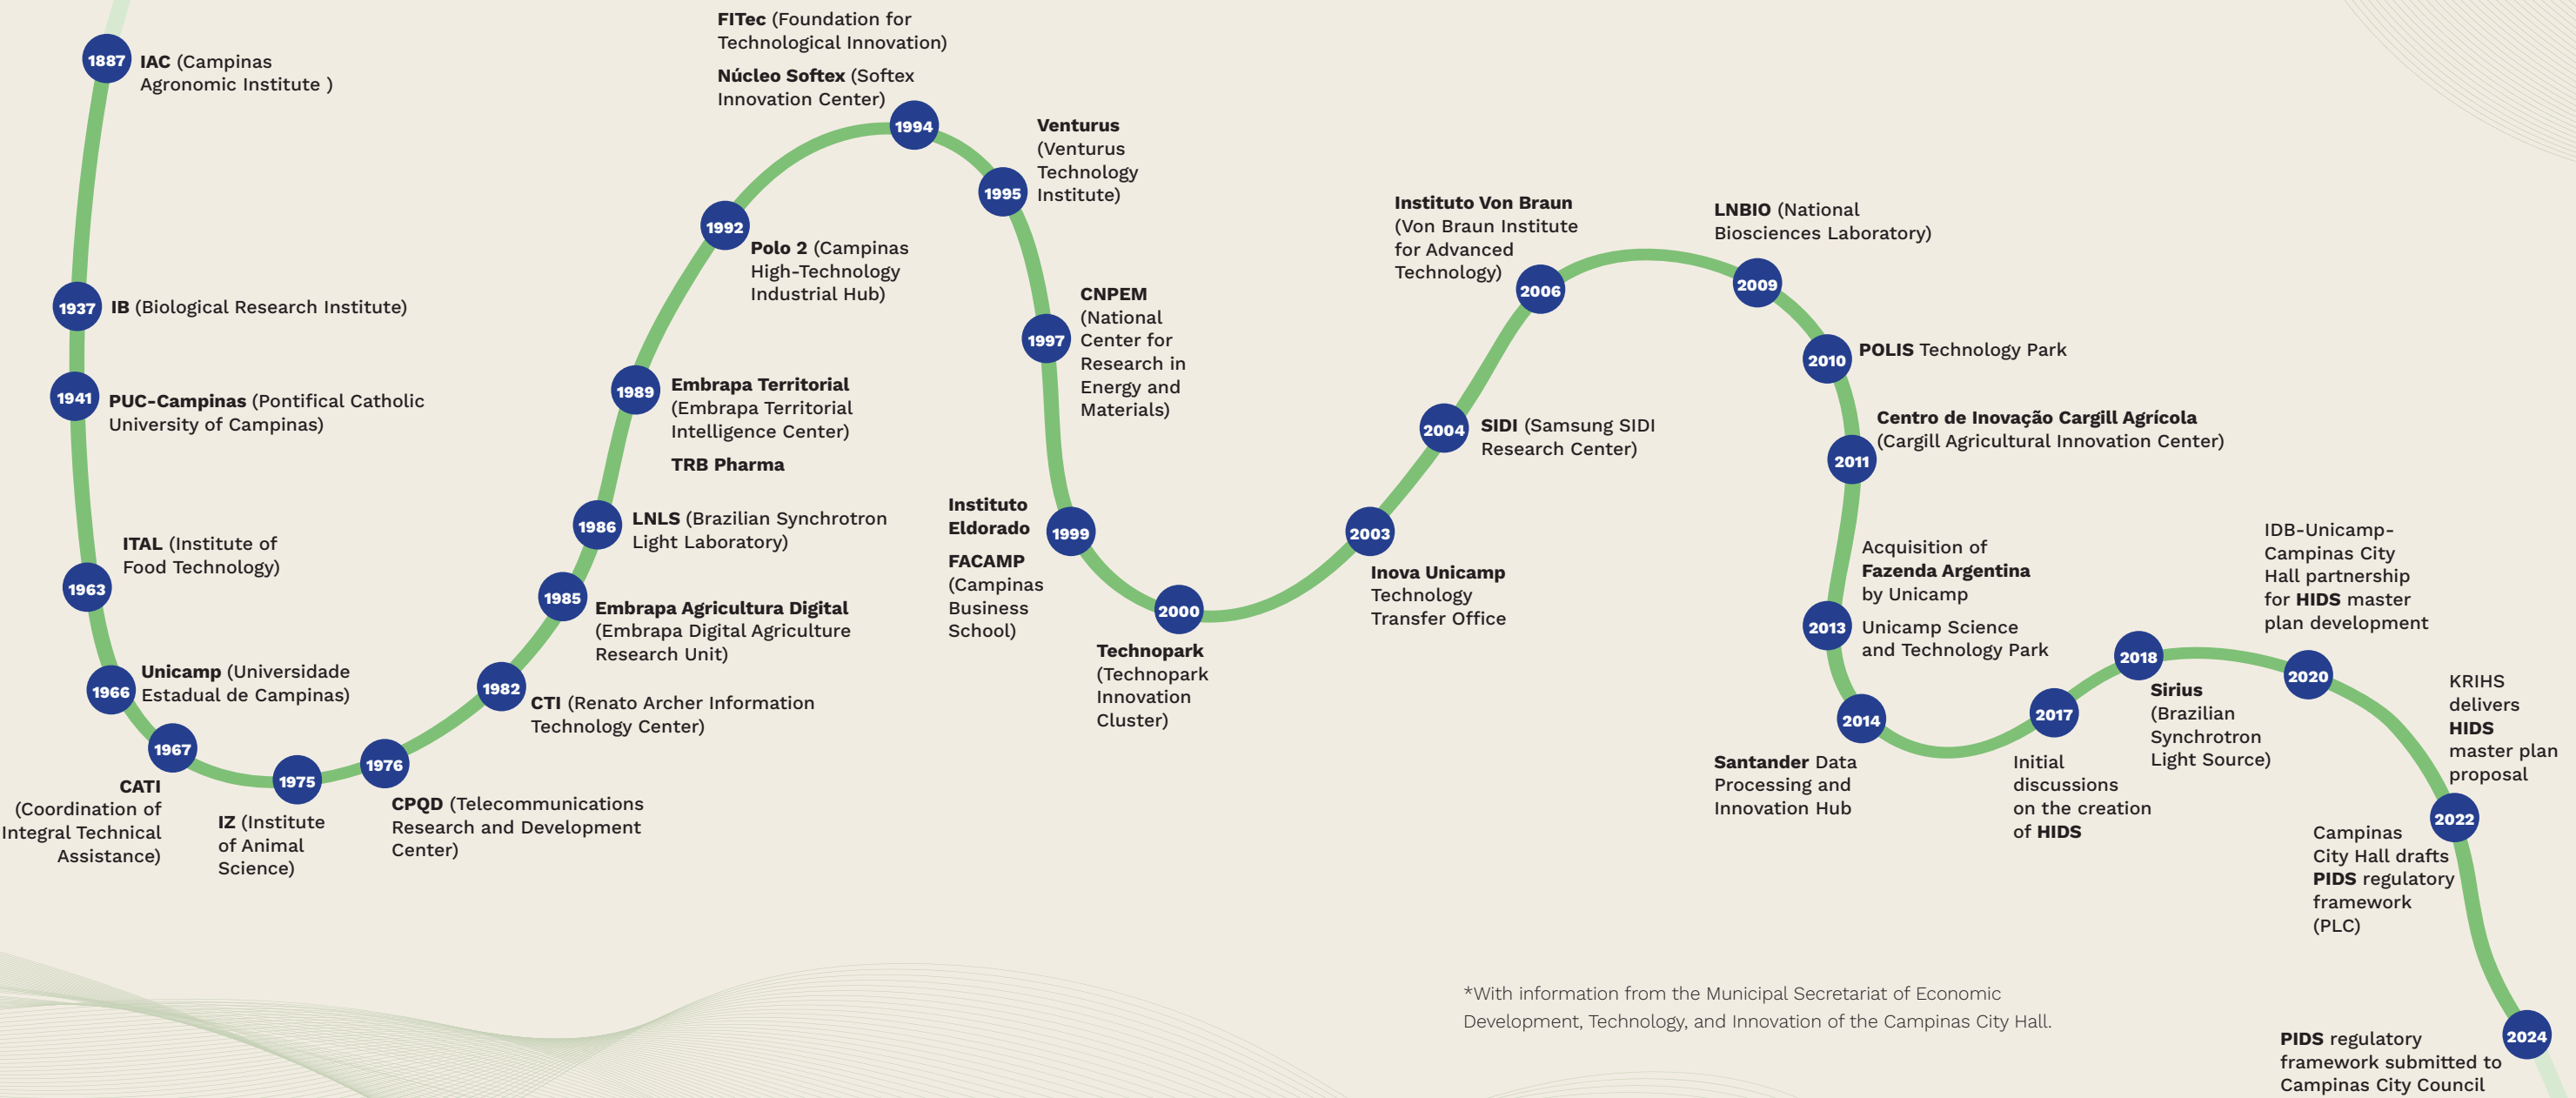 1887
IAC (Campinas
Agronomic Institute )
1937
IB (Biological Research Institute)
1941
PUC-Campinas (Pontifical Catholic
University of Campinas)
1963
ITAL (Institute of
Food Technology)
1966
Unicamp (Universidade
Estadual de Campinas)
1967
CATI
(Coordination of
Integral Technical
Assistance)
1975
IZ (Institute
of Animal
Science)
1976
CPQD (Telecommunications
Research and Development
Center)
1982
CTI (Renato Archer Information
Technology Center)
1985
Embrapa Agricultura Digital
(Embrapa Digital Agriculture
Research Unit)
1986
LNLS (Brazilian Synchrotron
Light Laboratory)
1989
Embrapa Territorial
(Embrapa Territorial
Intelligence Center)
TRB Pharma
1992
Polo 2 (Campinas
High-Technology
Industrial Hub)
FITec (Foundation for
Technological Innovation)
Núcleo Softex (Softex
Innovation Center)
1994
1995
Venturus
(Venturus
Technology
Institute)
1997
CNPEM
(National
Center for
Research in
Energy and
Materials)
1999
Instituto
Eldorado
FACAMP
(Campinas
Business
School)
2000
Technopark
(Technopark
Innovation
Cluster)
2003
Inova Unicamp
Technology
Transfer Office
2004
SIDI (Samsung SIDI
Research Center)
Instituto Von Braun
(Von Braun Institute
for Advanced
Technology)
2006
LNBIO (National
Biosciences Laboratory)
2009
2010
POLIS Technology Park
2011
Centro de Inovação Cargill Agrícola
(Cargill Agricultural Innovation Center)
2013
Acquisition of
Fazenda Argentina
by Unicamp
Unicamp Science
and Technology Park
2014
Santander Data
Processing and
Innovation Hub
2017
Initial
discussions
on the creation
of HIDS
2018
Sirius
(Brazilian
Synchrotron
Light Source)
IDB-Unicamp-
Campinas City
Hall partnership
for HIDS master
plan development
2020
KRIHS
delivers
HIDS
master plan
proposal
2022
Campinas
City Hall drafts
PIDS regulatory
framework
(PLC)
2024
PIDS regulatory
framework submitted to
Campinas City Council
*With information from the Municipal Secretariat of Economic
Development, Technology, and Innovation of the Campinas City Hall.